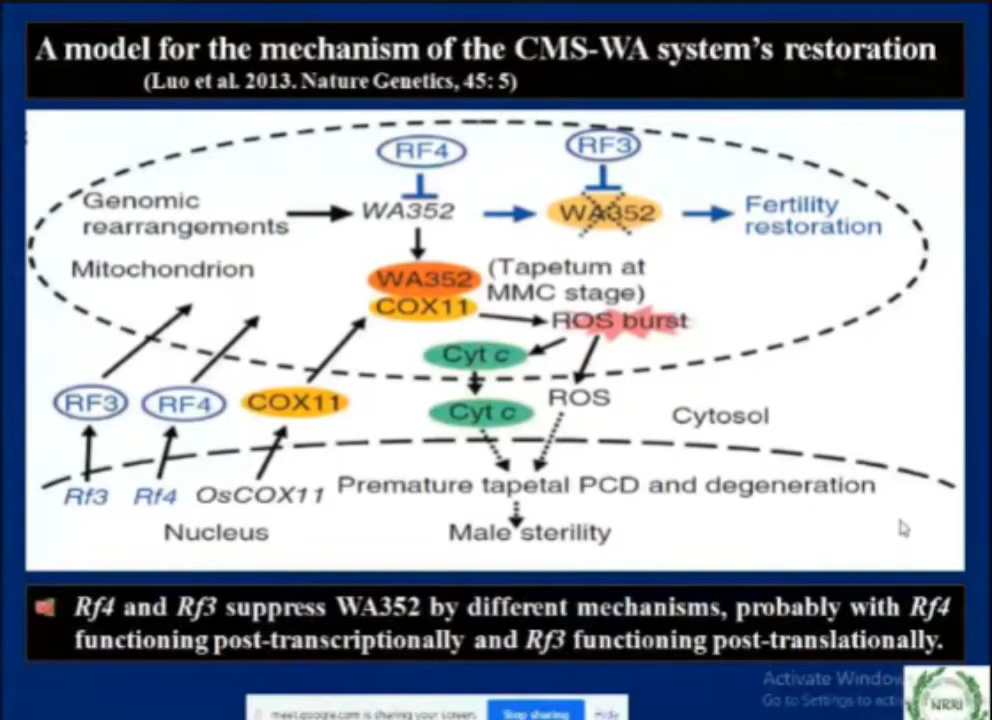 A model for the mechanism of the CMS-WA system's restoration
(Luo et al. 2013. Nature Genetics, 45: 5)
RF4
RF3
Genomic
rearrangements
WA352
WA352
Fertility
restoration
Mitochondrion
WA352
COX11
(Tapetum at
MMC stage)
ROS burst
Cyt c
RF3
RF4
COX11
Cyt c
ROS
Cytosol
Rf3
Rf4
OsCOX11
Premature tapetal PCD and degeneration
Nucleus
Male sterility
Rf4 and Rf3 suppress WA352 by different mechanisms, probably with Rf4
functioning post-transcriptionally and Rf3 functioning post-translationally.
Activate Window
Go to Settings to acti
NRRI
meet.google.com is sharing your screen.
Stop sharing
Hide